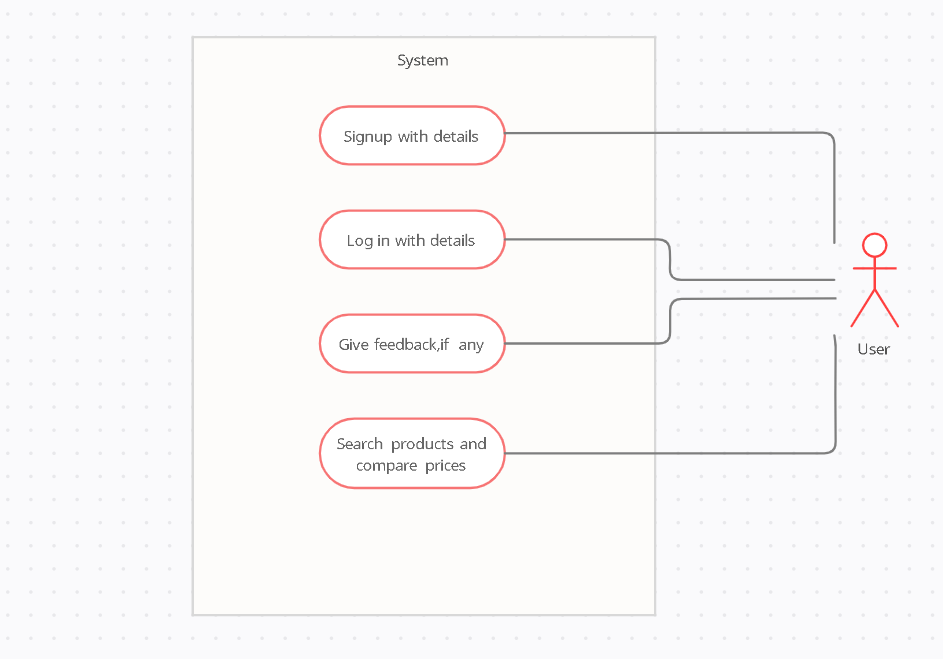 System
Signup with details
Log in with details
Give feedback,if any
Search products and
compare prices
User